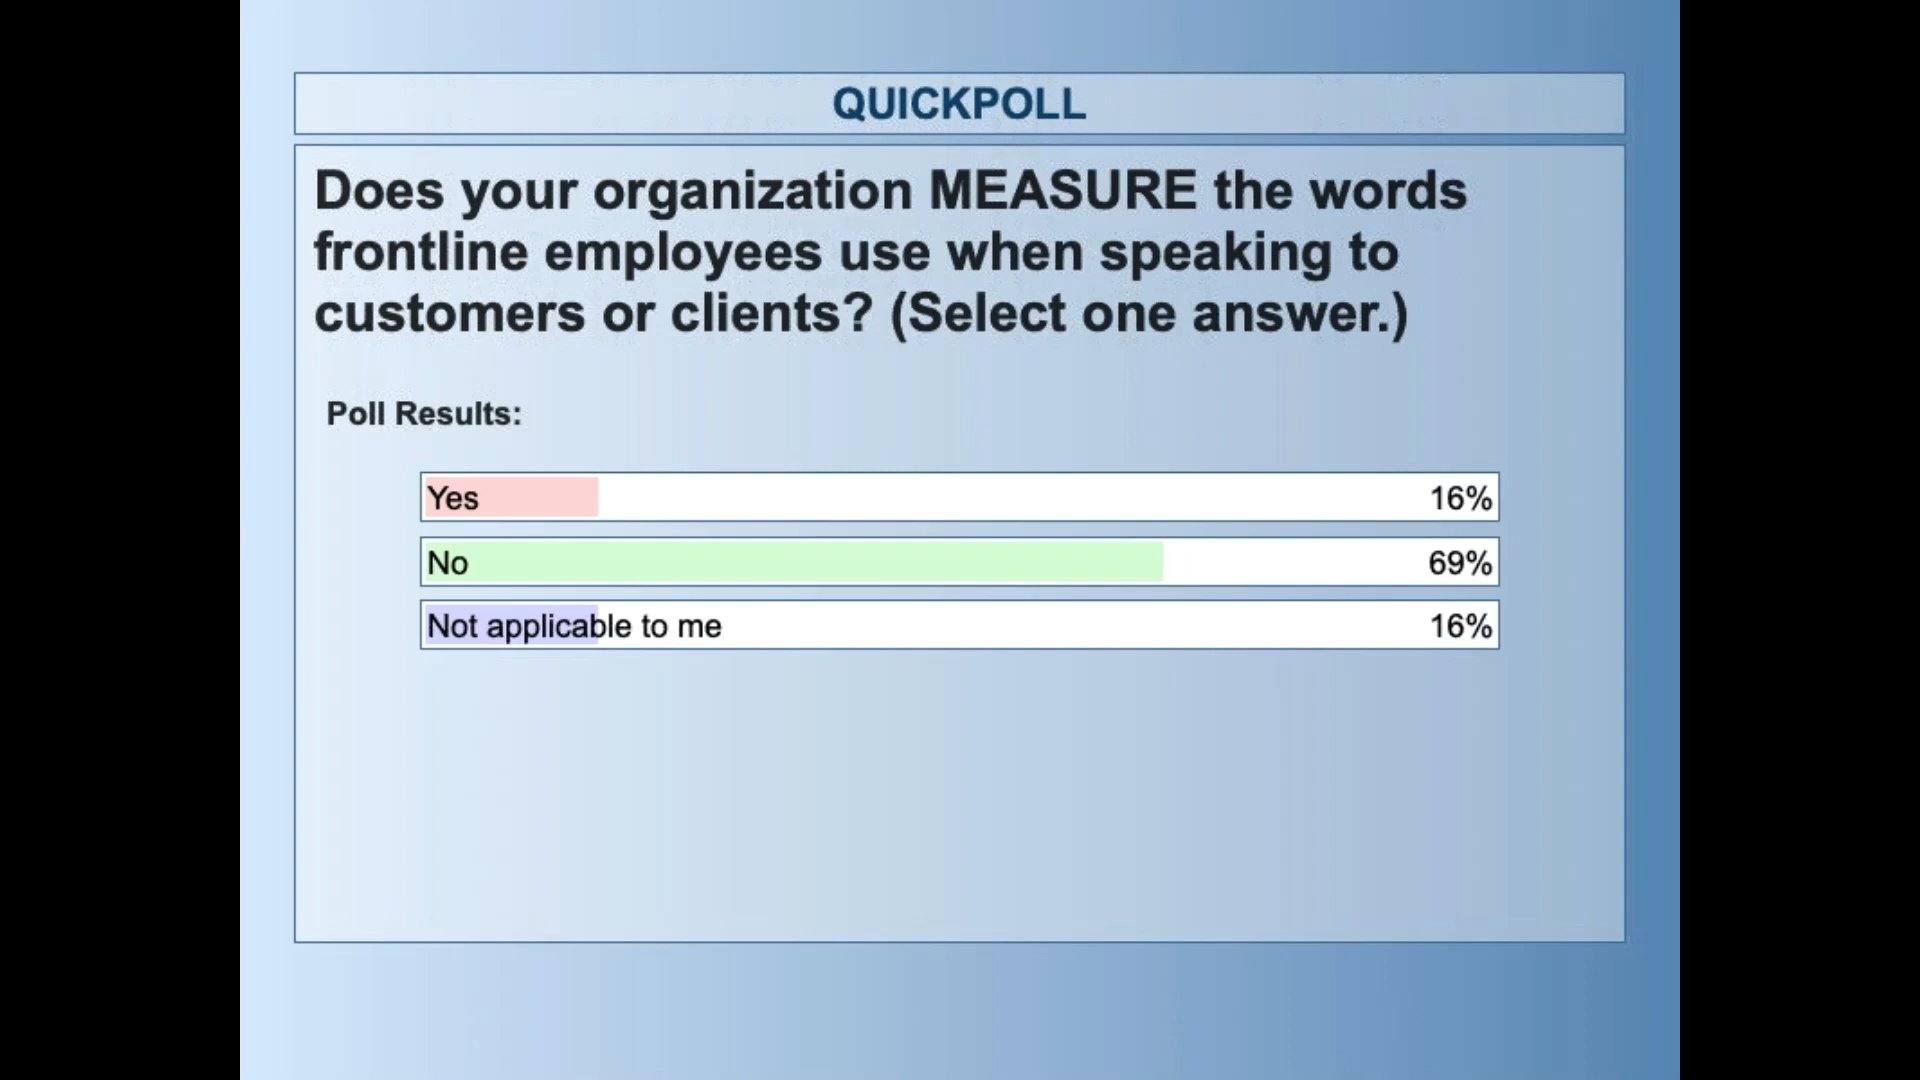 QUICKPOLL
Does your organization MEASURE the words
frontline employees use when speaking to
customers or clients? (Select one answer.)
Poll Results:
Yes 16%
No 69%
Not applicable to me 16%